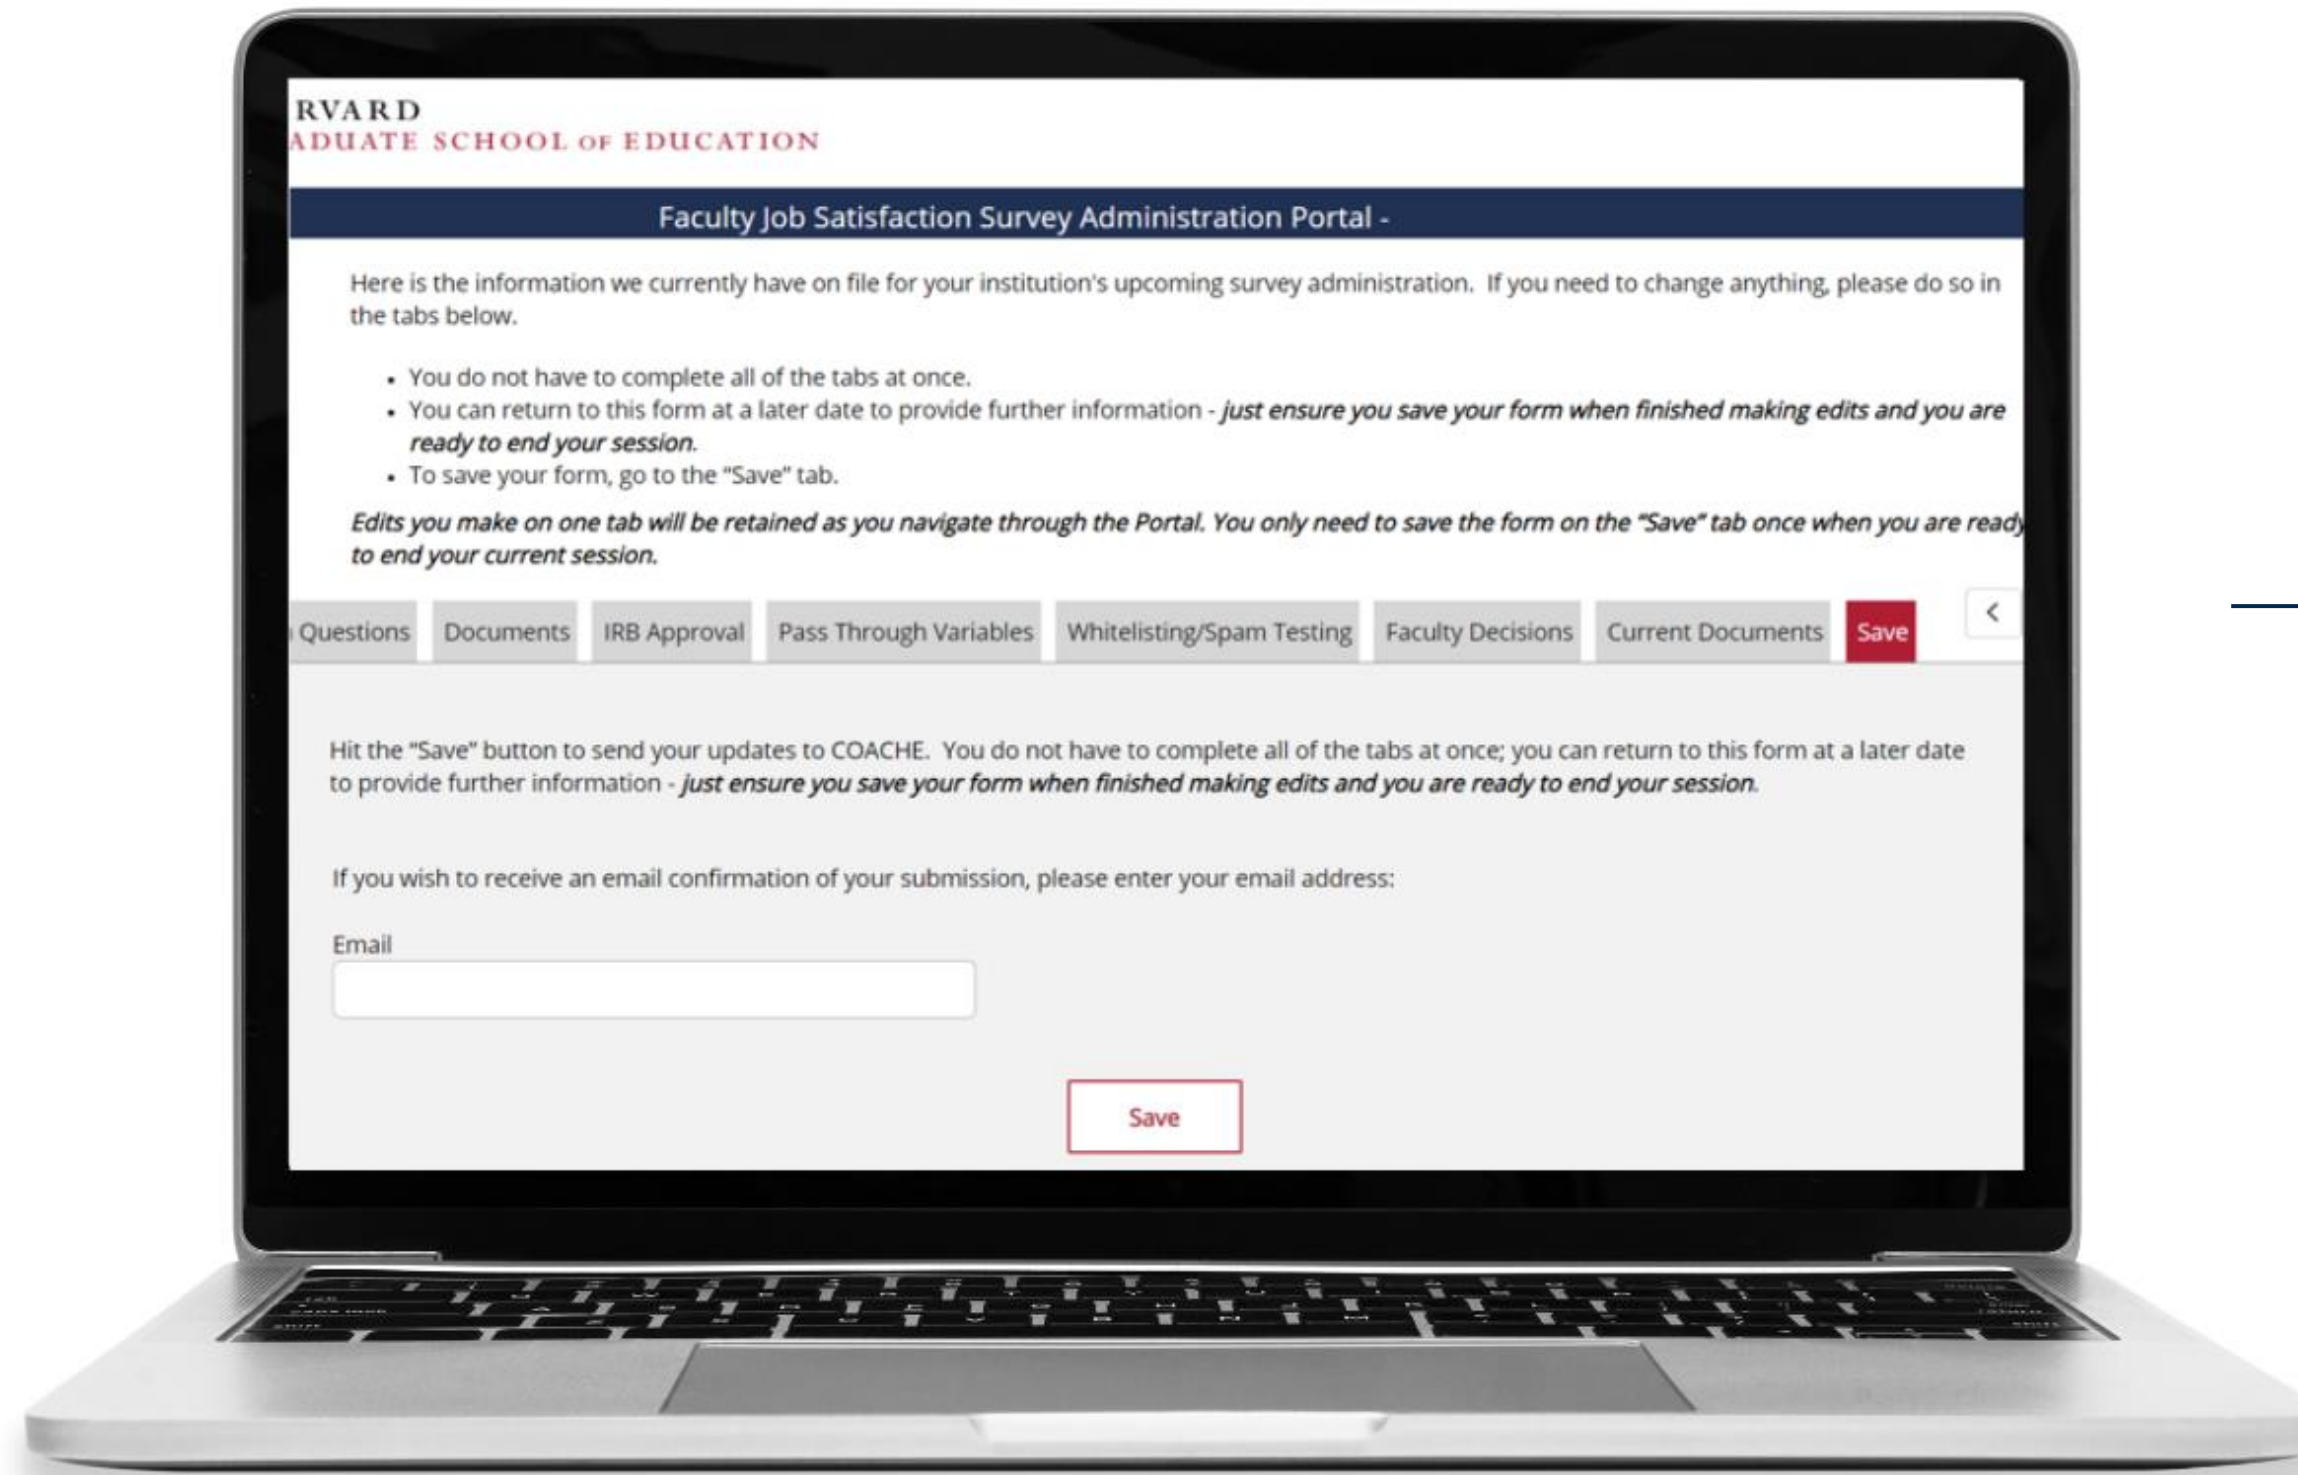 RVARD
ADUATE SCHOOL OF EDUCATION
Faculty Job Satisfaction Survey Administration Portal -
Here is the information we currently have on file for your institution's upcoming survey administration. If you need to change anything, please do so in
the tabs below.
• You do not have to complete all of the tabs at once.
• You can return to this form at a later date to provide further information - just ensure you save your form when finished making edits and you are
ready to end your session.
• To save your form, go to the “Save” tab.
Edits you make on one tab will be retained as you navigate through the Portal. You only need to save the form on the “Save” tab once when you are ready
to end your current session.
Questions Documents IRB Approval Pass Through Variables Whitelisting/Spam Testing Faculty Decisions Current Documents Save <
Hit the “Save” button to send your updates to COACHE. You do not have to complete all of the tabs at once; you can return to this form at a later date
to provide further information - just ensure you save your form when finished making edits and you are ready to end your session.
If you wish to receive an email confirmation of your submission, please enter your email address:
Email
Save